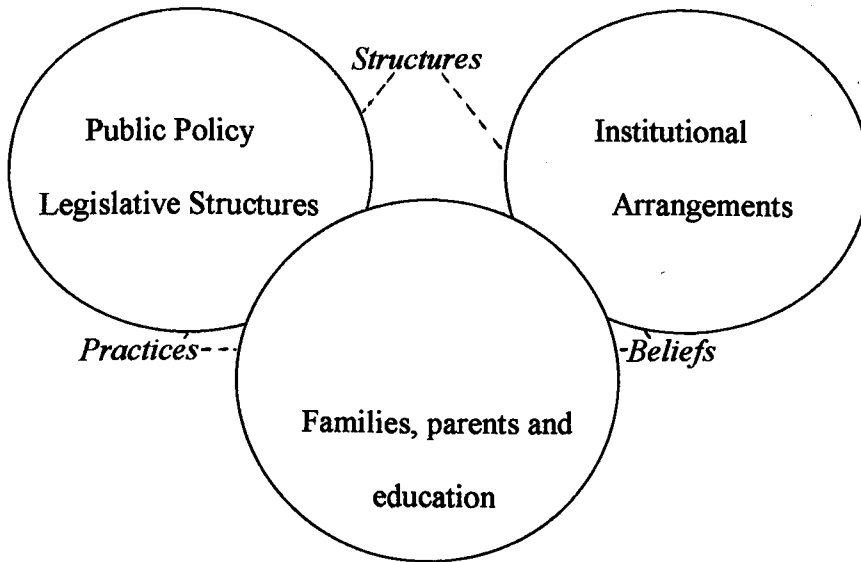 Structures
Public Policy
Legislative Structures
Institutional
Arrangements
Practices
Beliefs
Families, parents and
education